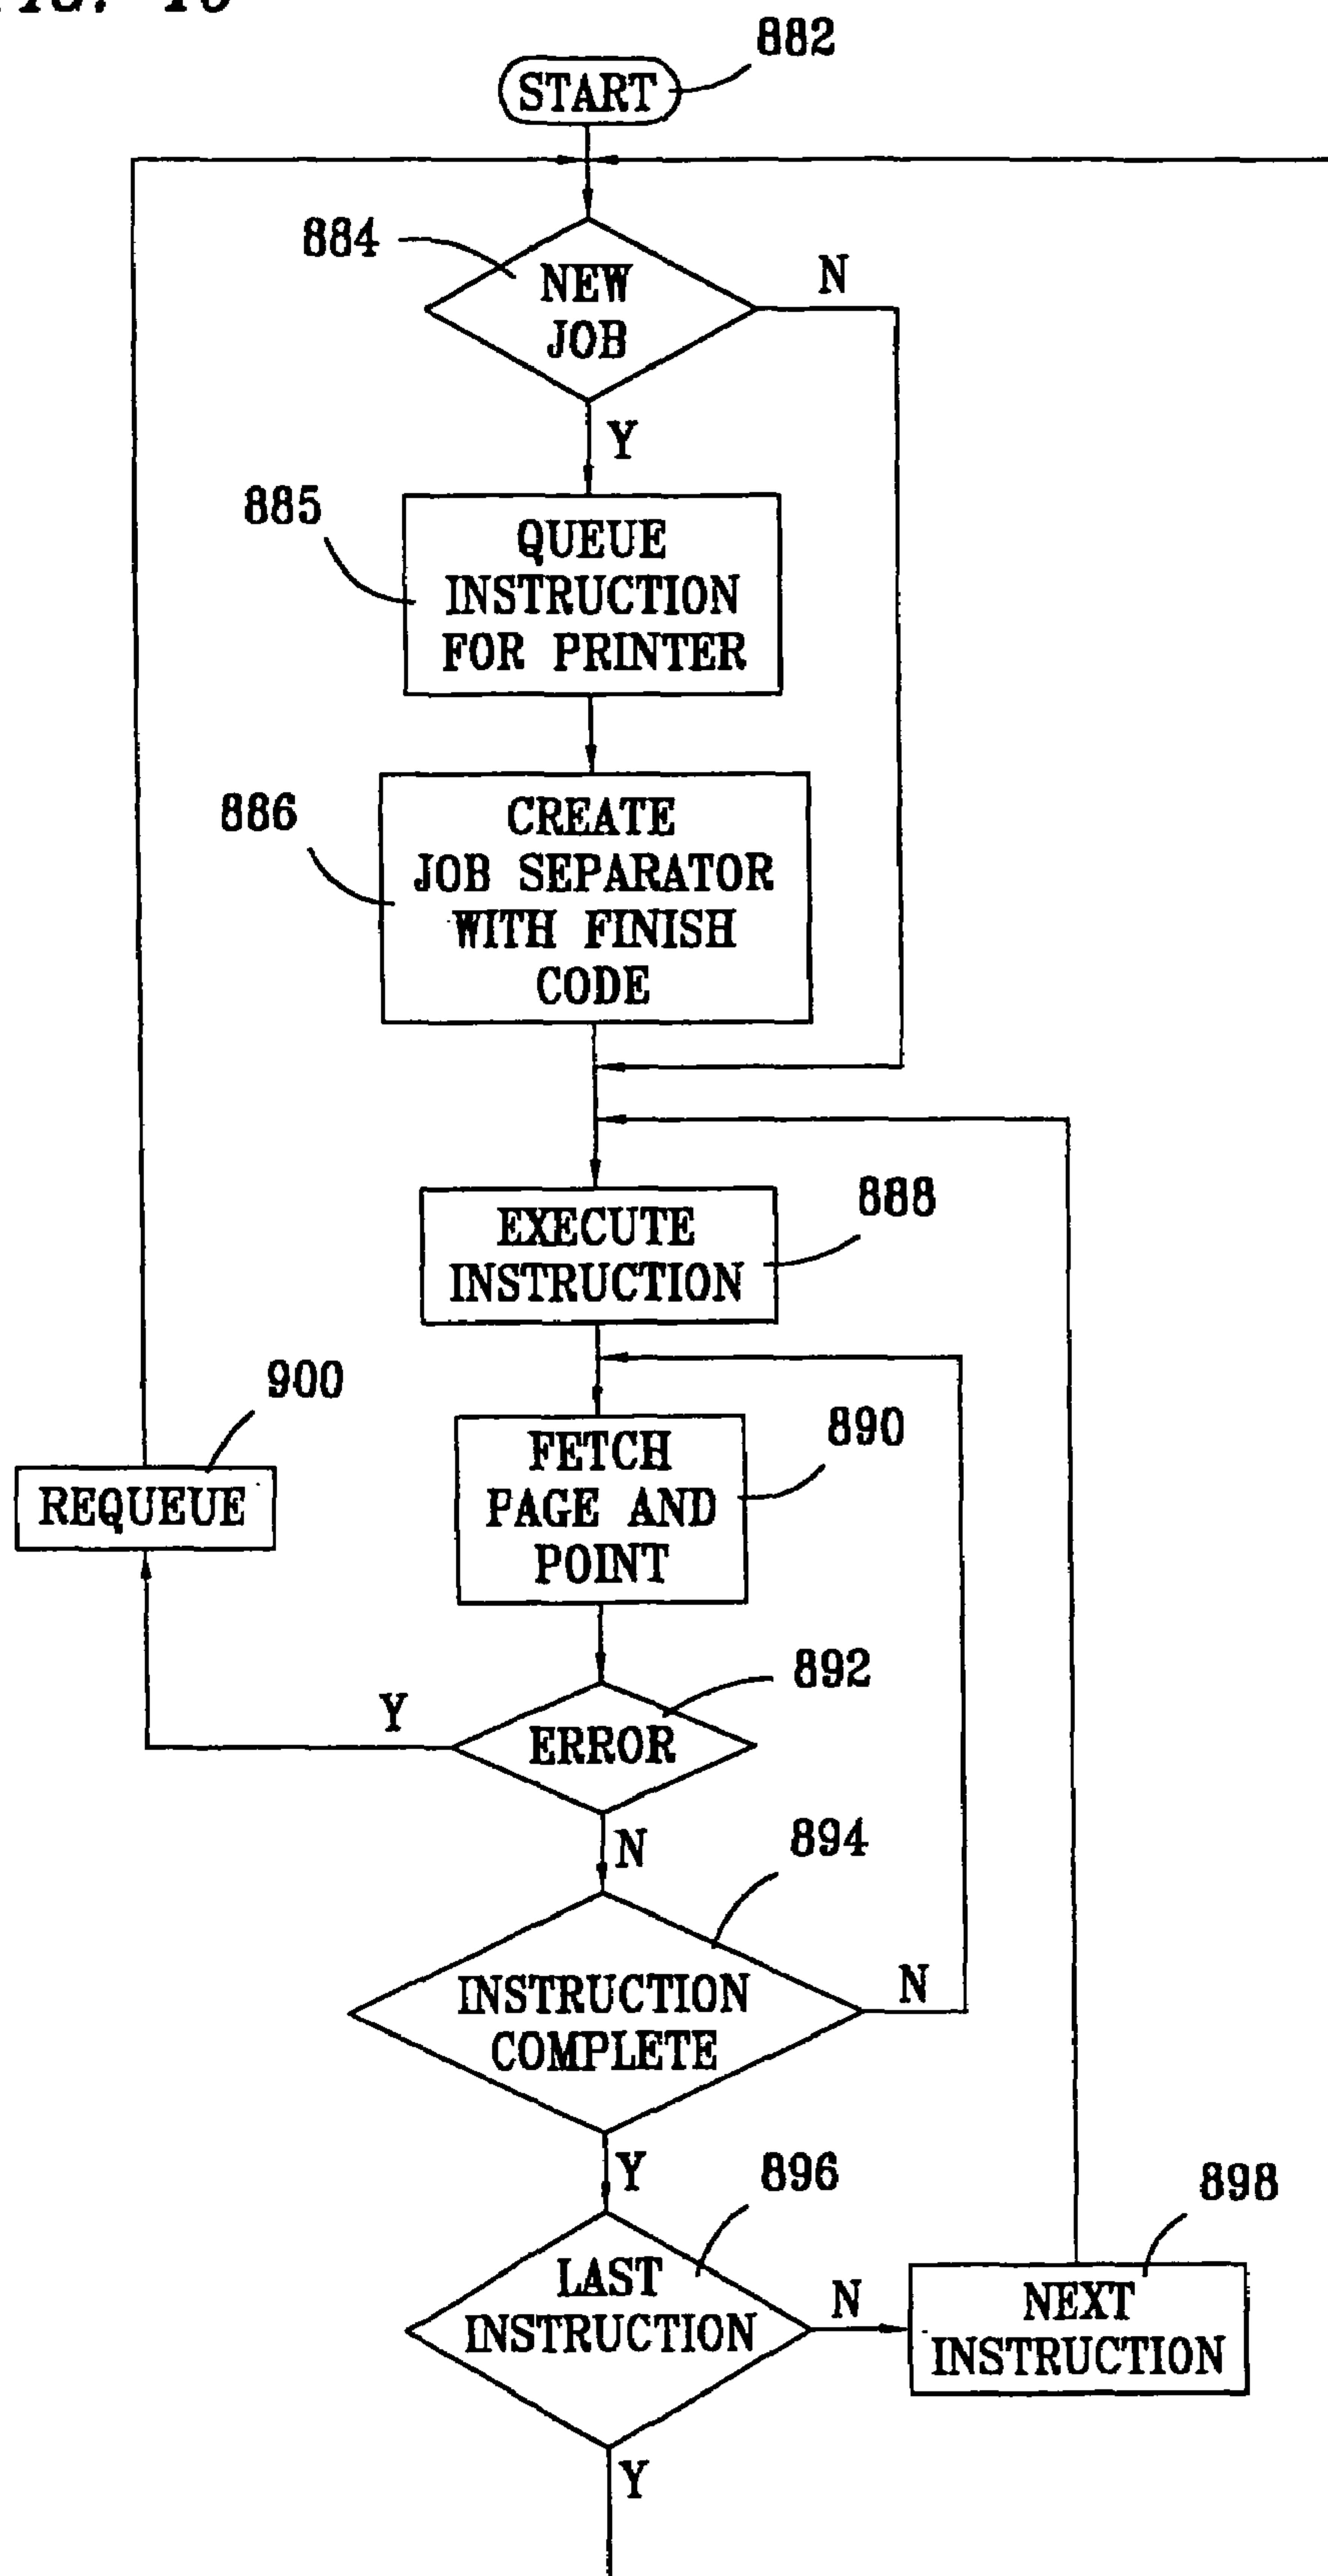 882
START
884
NEW
JOB
N
Y
885
QUEUE
INSTRUCTION
FOR PRINTER
886
CREATE
JOB SEPARATOR
WITH FINISH
CODE
888
EXECUTE
INSTRUCTION
900
REQUEUE
890
FETCH
PAGE AND
POINT
892
Y
ERROR
N
894
INSTRUCTION
COMPLETE
N
Y
896
LAST
INSTRUCTION
N
898
NEXT
INSTRUCTION
Y